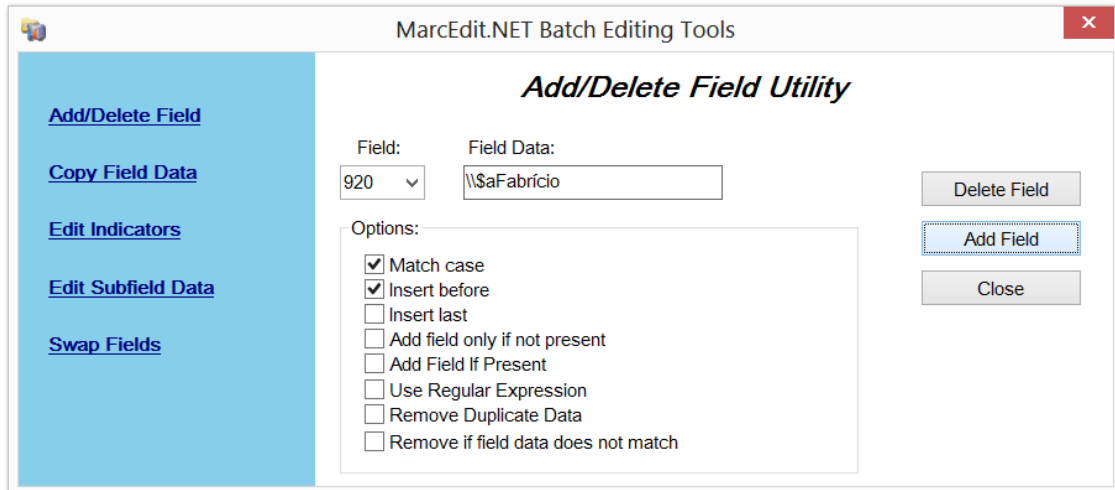 MarcEdit.NET Batch Editing Tools
Add/Delete Field
Copy Field Data
Edit Indicators
Edit Subfield Data
Swap Fields
Add/Delete Field Utility
Field: Field Data:
920 \\$aFabrício
Options:
Match case
Insert before
Insert last
Add field only if not present
Add Field If Present
Use Regular Expression
Remove Duplicate Data
Remove if field data does not match
Delete Field
Add Field
Close